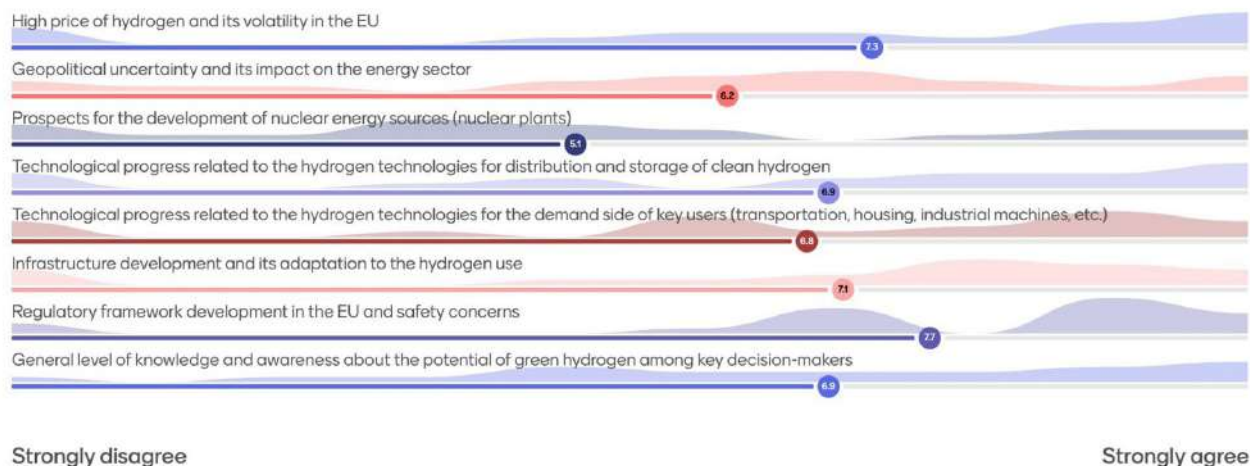 High price of hydrogen and its volatility in the EU
7.3
Geopolitical uncertainty and its impact on the energy sector
6.2
Prospects for the development of nuclear energy sources (nuclear plants)
5.1
Technological progress related to the hydrogen technologies for distribution and storage of clean hydrogen
6.9
Technological progress related to the hydrogen technologies for the demand side of key users (transportation, housing, industrial machines, etc.)
6.8
Infrastructure development and its adaptation to the hydrogen use
7.1
Regulatory framework development in the EU and safety concerns
7.7
General level of knowledge and awareness about the potential of green hydrogen among key decision-makers
6.9
Strongly disagree Strongly agree